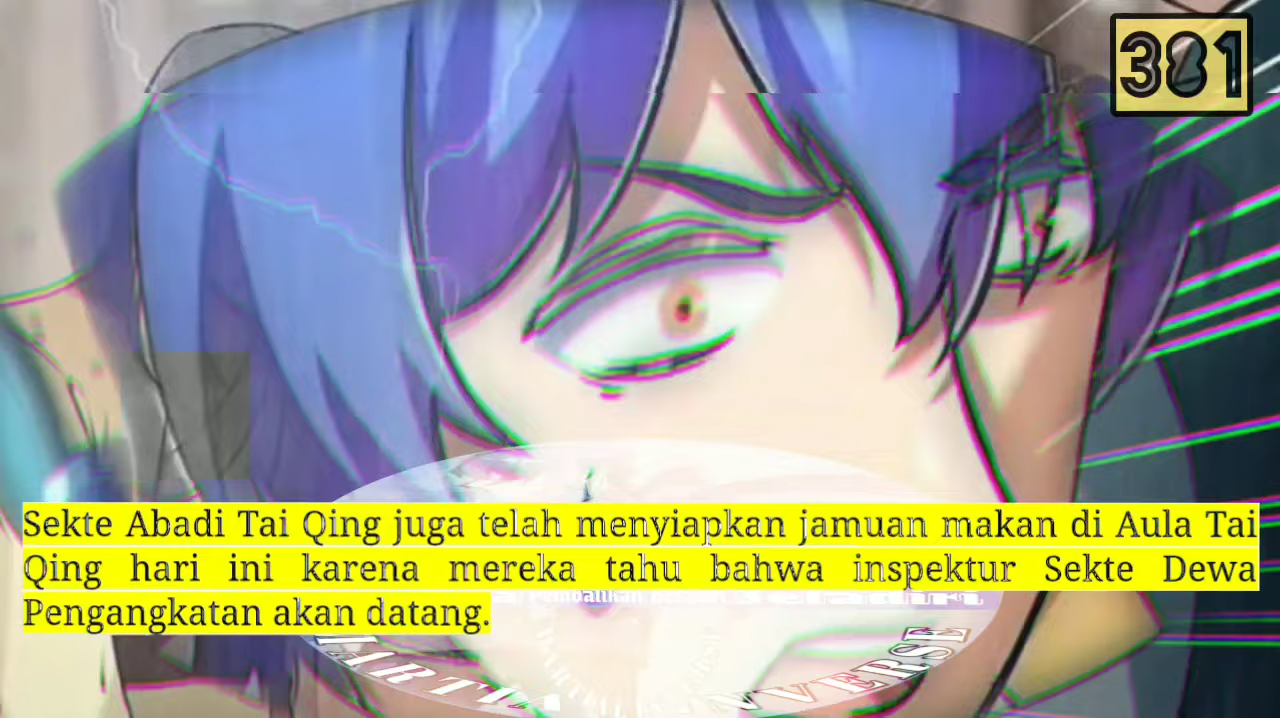 381
Sekte Abadi Tai Qing juga telah menyiapkan jamuan makan di Aula Tai
Qing hari ini karena mereka tahu bahwa inspektur Sekte Dewa
Pengangkatan akan datang.